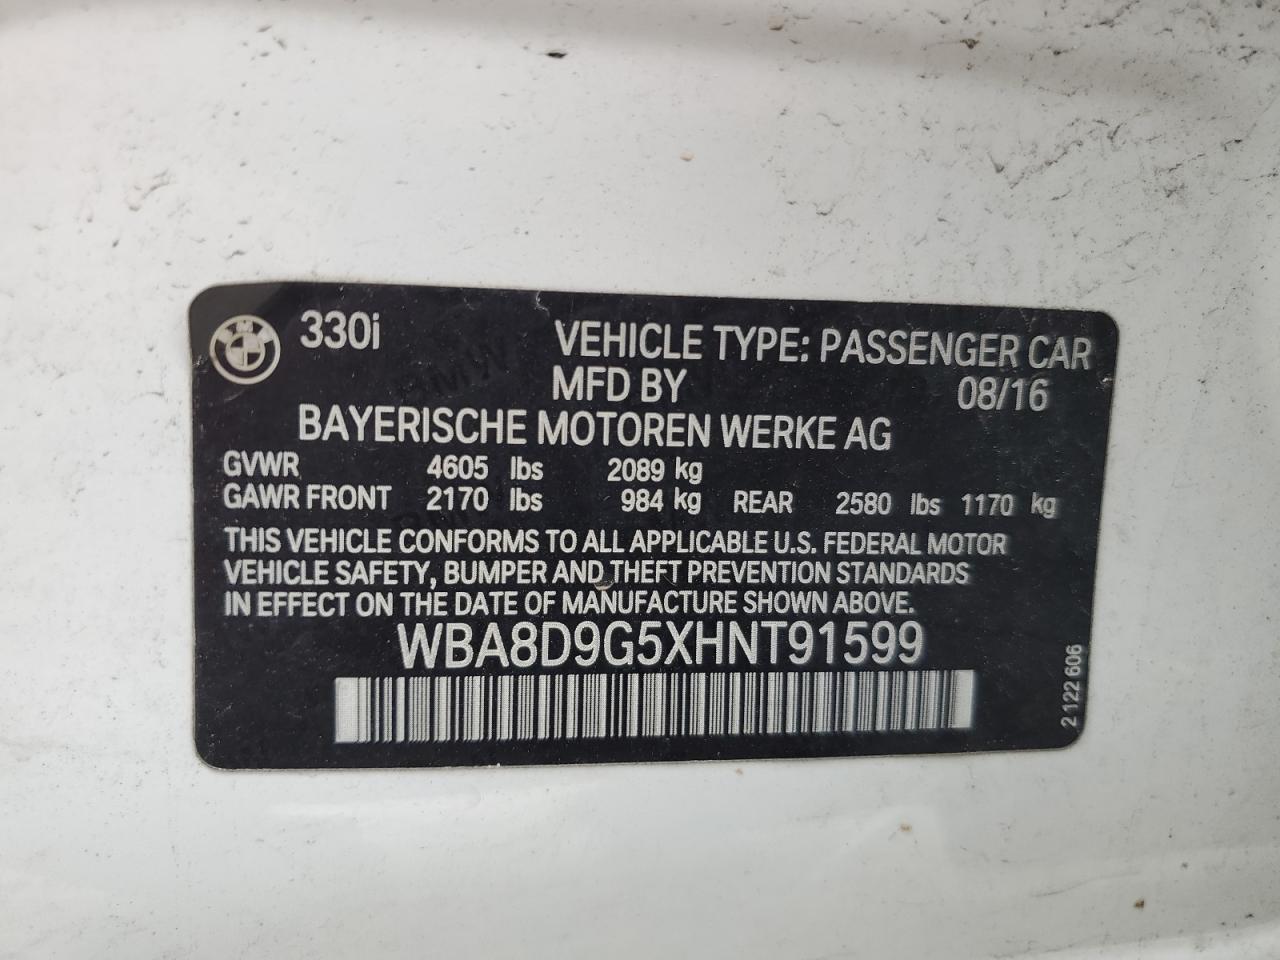 330i VEHICLE TYPE: PASSENGER CAR
MFD BY 08/16
BAYERISCHE MOTOREN WERKE AG
GVWR 4605 lbs 2089 kg
GAWR FRONT 2170 lbs 984 kg REAR 2580 lbs 1170 kg
THIS VEHICLE CONFORMS TO ALL APPLICABLE U.S. FEDERAL MOTOR
VEHICLE SAFETY, BUMPER AND THEFT PREVENTION STANDARDS
IN EFFECT ON THE DATE OF MANUFACTURE SHOWN ABOVE.
WBA8D9G5XHNT91599
2 122 606